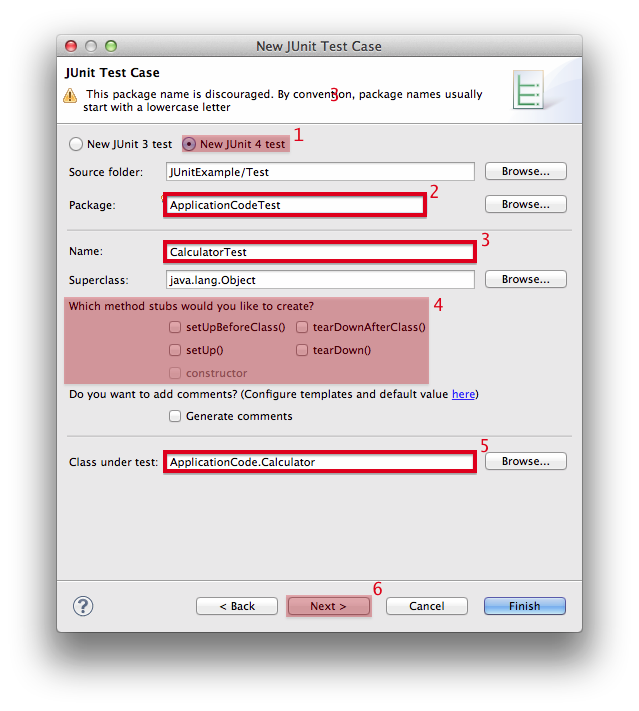 New JUnit Test Case
JUnit Test Case
This package name is discouraged. By convention, package names usually
start with a lowercase letter
3
New JUnit 3 test New JUnit 4 test 1
Source folder: JUnitExample/Test Browse...
2
Package: ApplicationCodeTest Browse...
3
Name: CalculatorTest
Superclass: java.lang.Object Browse...
Which method stubs would you like to create? 4
setUpBeforeClass() tearDownAfterClass()
setUp() tearDown()
constructor
Do you want to add comments? (Configure templates and default value here)
Generate comments
5
Class under test: ApplicationCode.Calculator Browse...
6
? < Back Next > Cancel Finish